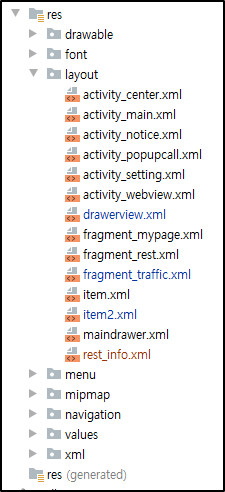 res
drawable
font
layout
activity_center.xml
activity_main.xml
activity_notice.xml
activity_popupcall.xml
activity_setting.xml
activity_webview.xml
drawerview.xml
fragment_mypage.xml
fragment_rest.xml
fragment_traffic.xml
item.xml
item2.xml
maindrawer.xml
rest_info.xml
menu
mipmap
navigation
values
xml
res (generated)